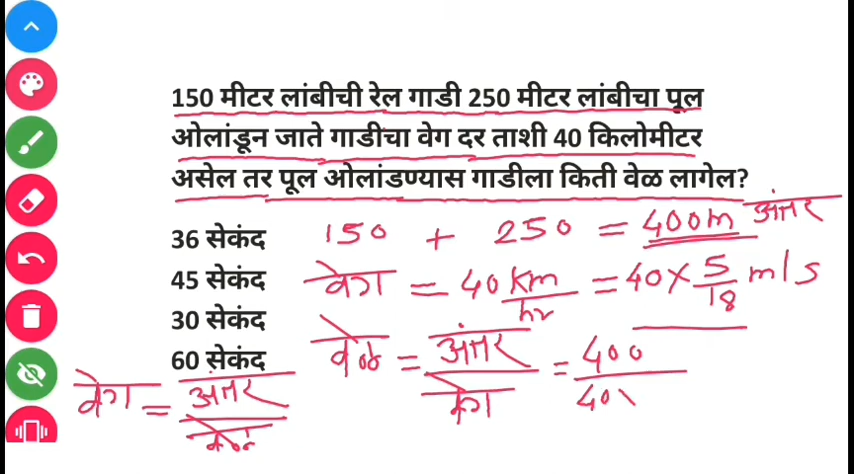 150 मीटर लांबीची रेल गाडी 250 मीटर लांबीचा पूल
ओलांडून जाते गाडीचा वेग दर ताशी 40 किलोमीटर
असेल तर पूल ओलांडण्यास गाडीला किती वेळ लागेल?
36 सेकंद
45 सेकंद
30 सेकंद
60 सेकंद
150 + 250 = 400m अंतर
वेग = 40 km/hr = 40 x 5/18 m/s
वेळ = अंतर/वेग = 400/40x
वेग = अंतर/वेळ